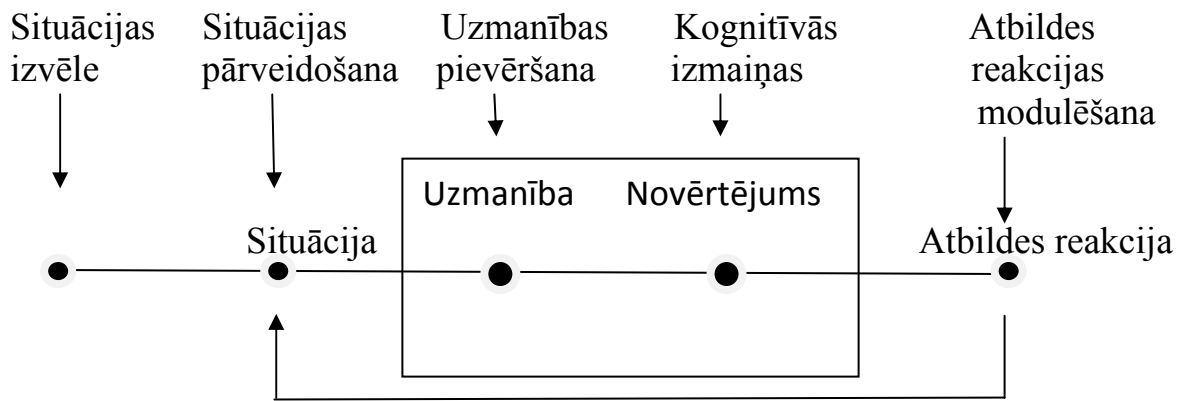 Situācijas
izvēle
Situācijas
pārveidošana
Uzmanības
pievēršana
Kognitīvās
izmaiņas
Atbildes
reakcijas
modulēšana
Uzmanība
Novērtējums
Situācija
Atbildes reakcija